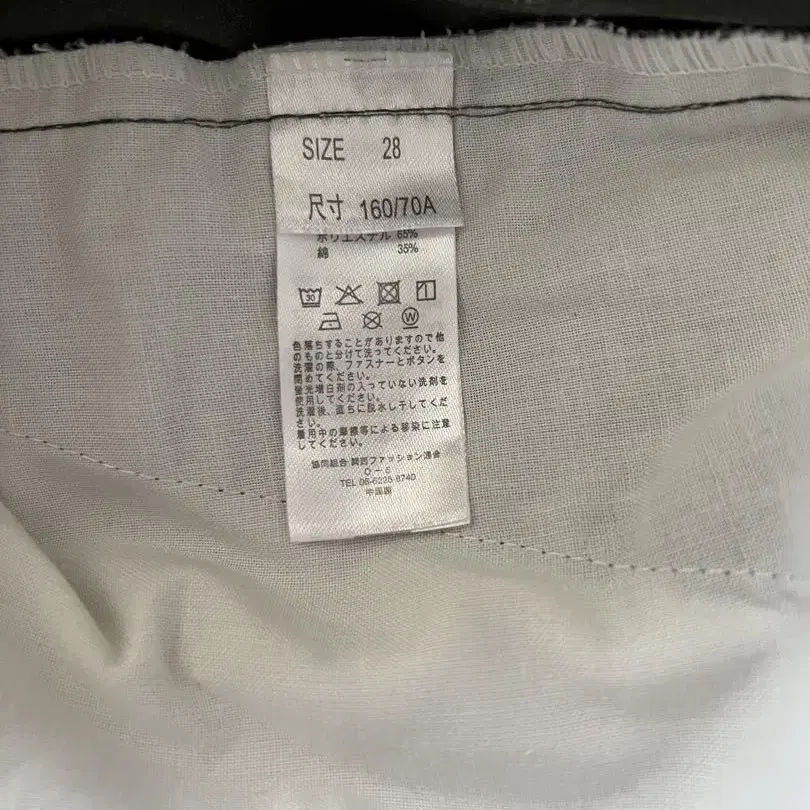 SIZE 28
尺寸 160/70A
ポリエステル 65%
綿 35%
30
W
色落ちすることがありますので他
のものと分けて洗ってください。
洗濯の際、ファスナーとボタンを
閉めてください。
蛍光増白剤の入っていない洗剤を
使用してください。
洗濯後、直ちに脱水し干してくだ
さい。
着用中の摩擦等による移染に注意
してください。
協同組合 関西ファッション連合
TEL 06-6228-6740
中国製